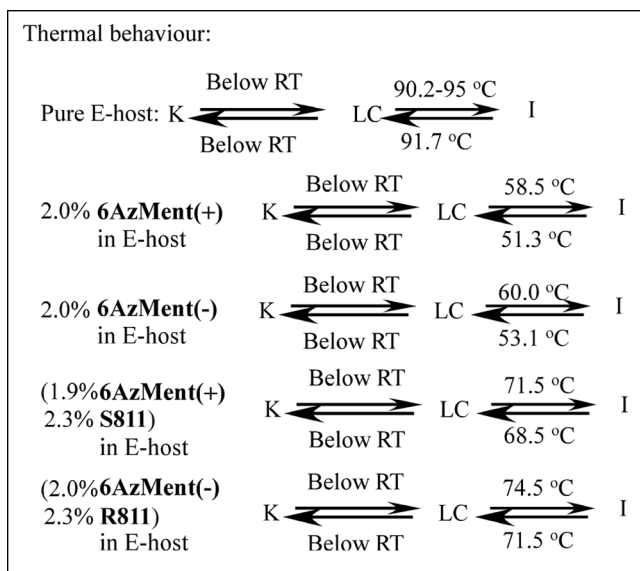 Thermal behaviour:
Below RT 90.2-95 °C
Pure E-host: K LC I
Below RT 91.7 °C
Below RT 58.5 °C
2.0% 6AzMent(+) K LC I
in E-host Below RT 51.3 °C
Below RT 60.0 °C
2.0% 6AzMent(-) K LC I
in E-host Below RT 53.1 °C
(1.9%6AzMent(+) Below RT 71.5 °C
2.3% S811) K LC I
in E-host Below RT 68.5 °C
(2.0%6AzMent(-) Below RT 74.5 °C
2.3% R811) K LC I
in E-host Below RT 71.5 °C